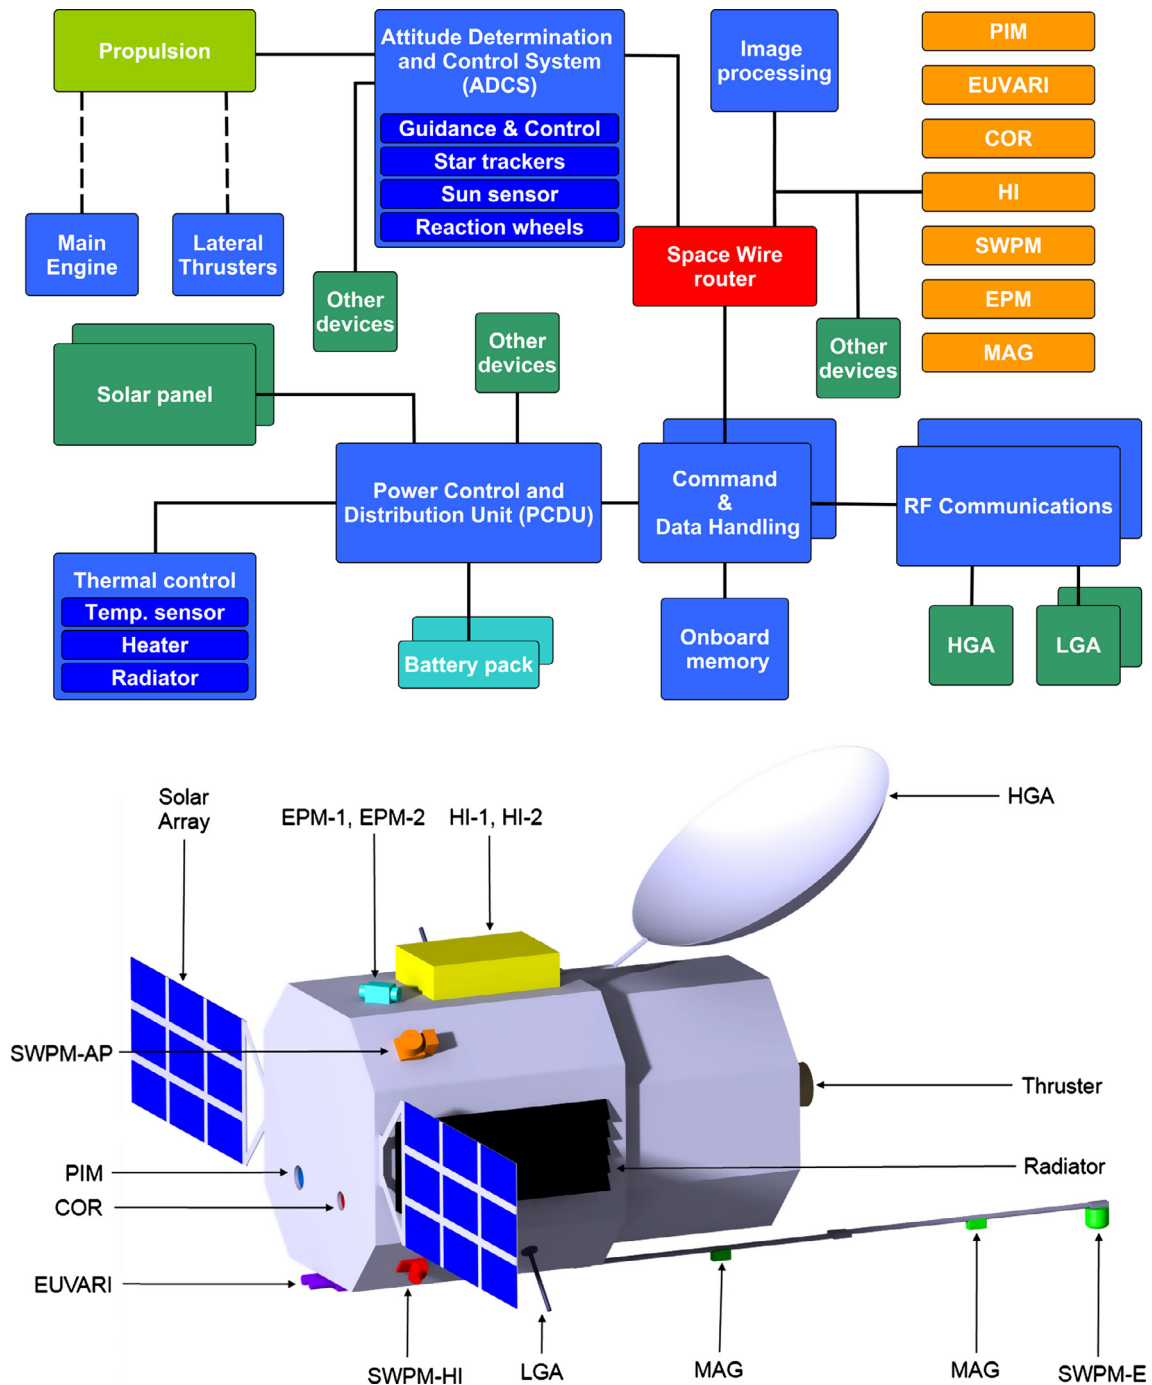 Propulsion
Attitude Determination
and Control System
(ADCS)
Guidance & Control
Star trackers
Sun sensor
Reaction wheels
Image
processing
PIM
EUVARI
COR
HI
SWPM
EPM
MAG
Main
Engine
Lateral
Thrusters
Space Wire
router
Other
devices
Other
devices
Other
devices
Solar panel
Power Control and
Distribution Unit (PCDU)
Command
&
Data Handling
RF Communications
Thermal control
Temp. sensor
Heater
Radiator
Battery pack
Onboard
memory
HGA
LGA
Solar
Array
EPM-1, EPM-2
HI-1, HI-2
HGA
SWPM-AP
Thruster
PIM
Radiator
COR
EUVARI
SWPM-HI
LGA
MAG
MAG
SWPM-E